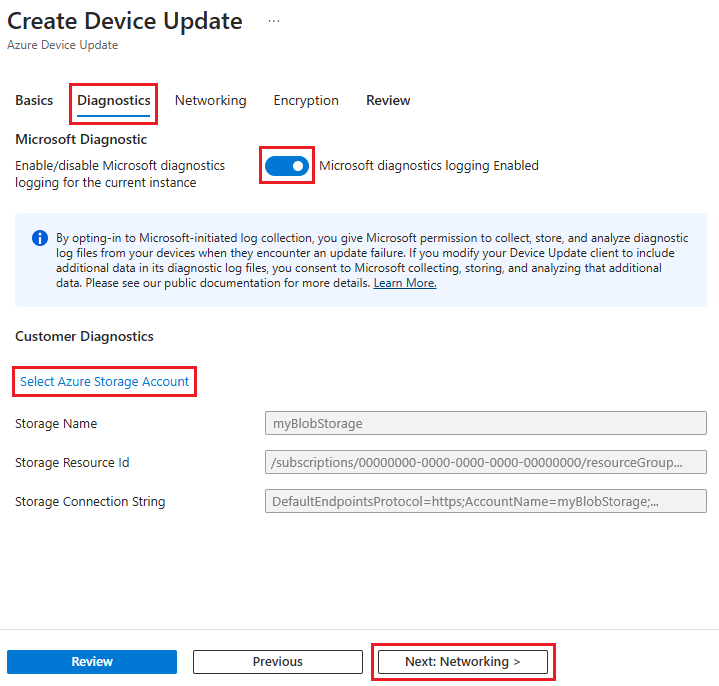 Create Device Update ...
Azure Device Update
Basics Diagnostics Networking Encryption Review
Microsoft Diagnostic
Enable/disable Microsoft diagnostics
logging for the current instance
Microsoft diagnostics logging Enabled
By opting-in to Microsoft-initiated log collection, you give Microsoft permission to collect, store, and analyze diagnostic
log files from your devices when they encounter an update failure. If you modify your Device Update client to include
additional data in its diagnostic log files, you consent to Microsoft collecting, storing, and analyzing that additional
data. Please see our public documentation for more details. Learn More.
Customer Diagnostics
Select Azure Storage Account
Storage Name myBlobStorage
Storage Resource Id /subscriptions/00000000-0000-0000-0000-00000000/resourceGroup...
Storage Connection String DefaultEndpointsProtocol=https;AccountName=myBlobStorage;...
Review Previous Next: Networking >